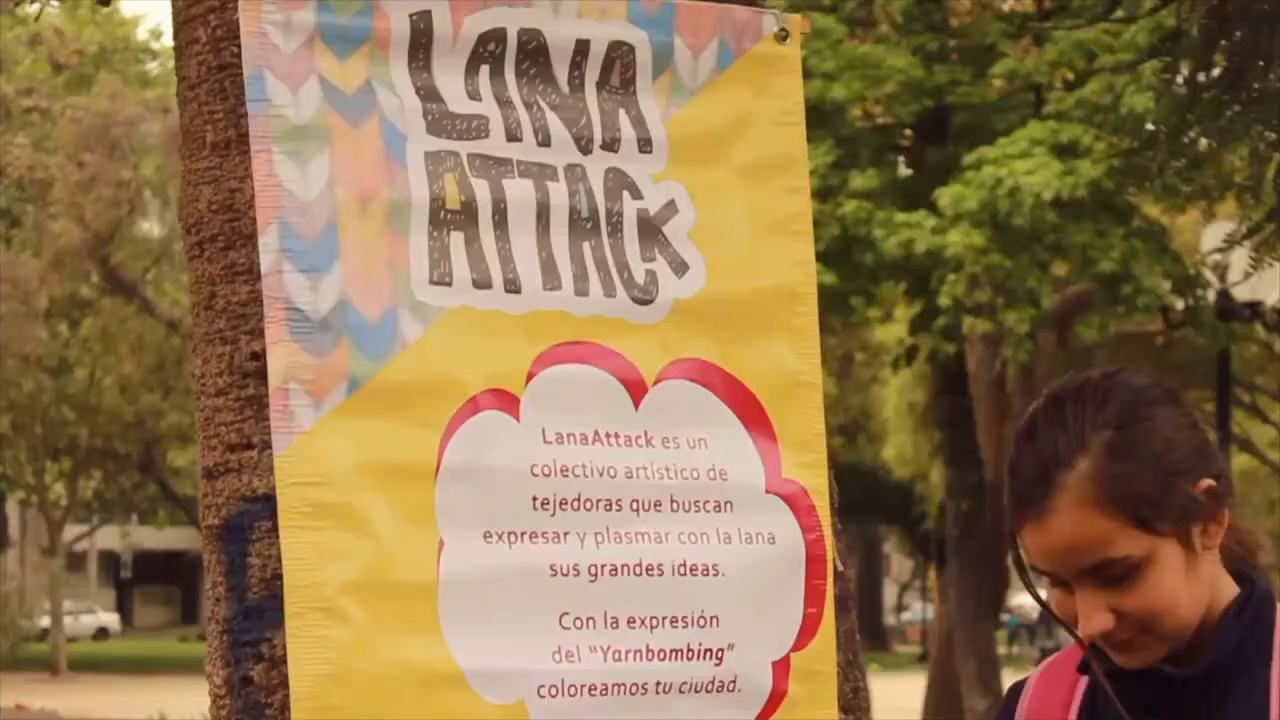 LANA
ATTACK
LanaAttack es un
colectivo artístico de
tejedoras que buscan
expresar y plasmar con la lana
sus grandes ideas.
Con la expresión
del “Yarnbombing”
coloreamos tu ciudad.